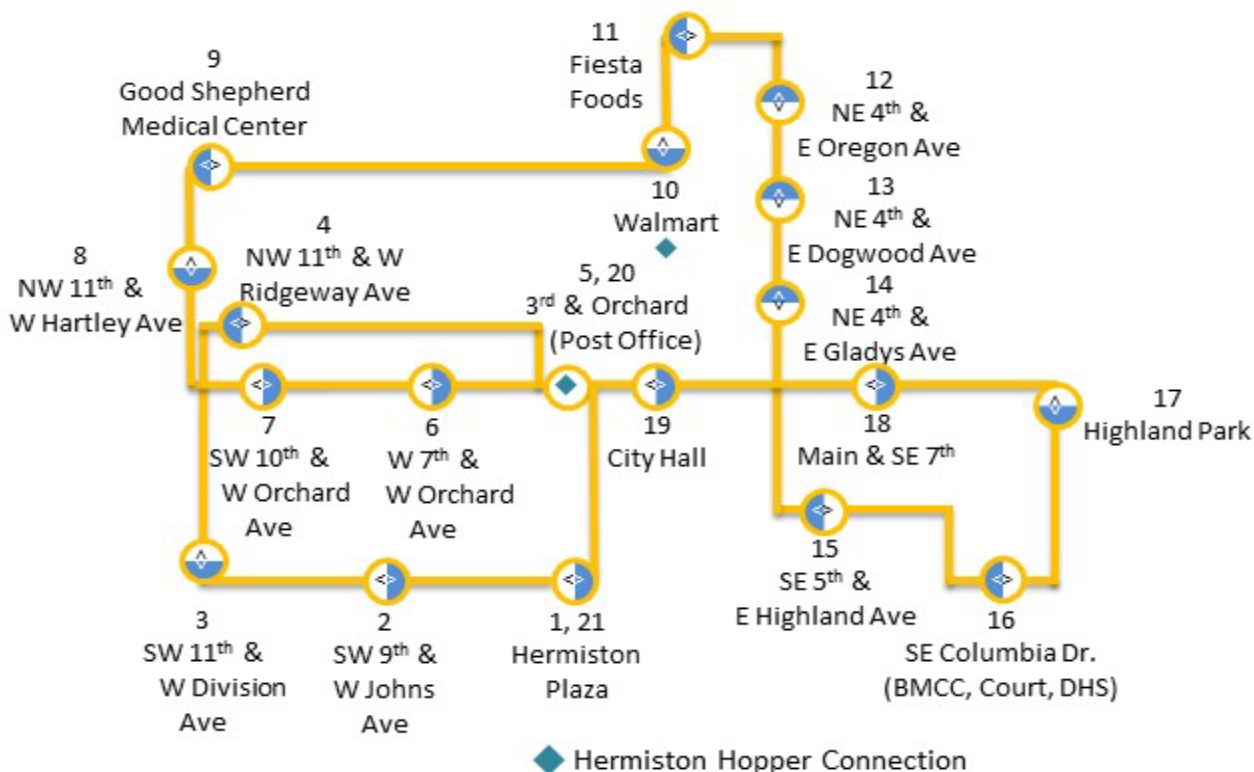 11
Fiesta
Foods
9
Good Shepherd
Medical Center
12
NE 4th &
E Oregon Ave
10
Walmart
13
NE 4th &
E Dogwood Ave
4
NW 11th & W
Ridgeway Ave
8
NW 11th &
W Hartley Ave
5, 20
3rd & Orchard
(Post Office)
14
NE 4th &
E Gladys Ave
17
Highland Park
7
SW 10th &
W Orchard
Ave
6
W 7th &
W Orchard
Ave
19
City Hall
18
Main & SE 7th
15
SE 5th &
E Highland Ave
3
SW 11th &
W Division
Ave
2
SW 9th &
W Johns
Ave
1, 21
Hermiston
Plaza
16
SE Columbia Dr.
(BMCC, Court, DHS)
Hermiston Hopper Connection